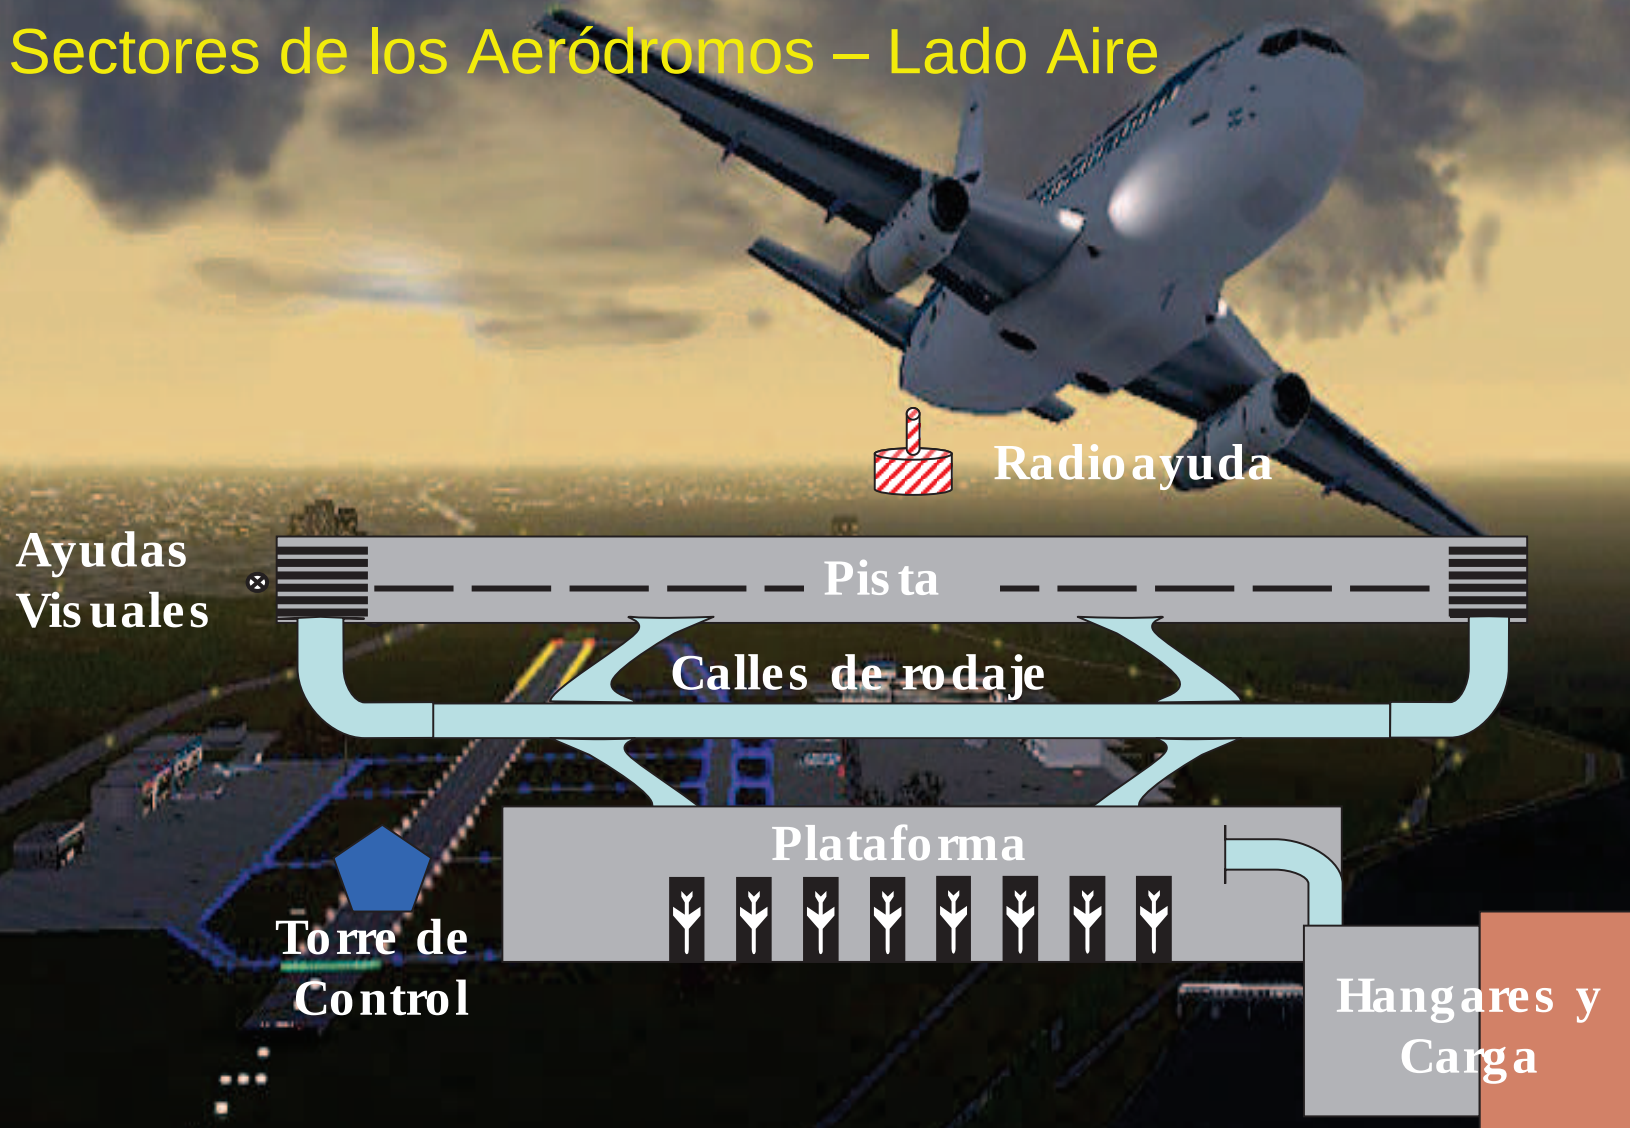 Sectores de los Aeródromos – Lado Aire
Radioayuda
Ayudas
Visuales
Pista
Calles de rodaje
Plataforma
Torre de
Control
Hangares y
Carga